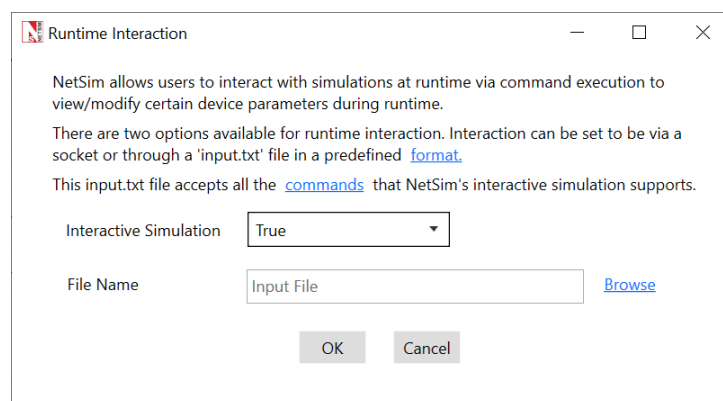 Runtime Interaction
NetSim allows users to interact with simulations at runtime via command execution to
view/modify certain device parameters during runtime.
There are two options available for runtime interaction. Interaction can be set to be via a
socket or through a 'input.txt' file in a predefined format.
This input.txt file accepts all the commands that NetSim's interactive simulation supports.
Interactive Simulation True
File Name Input File Browse
OK Cancel